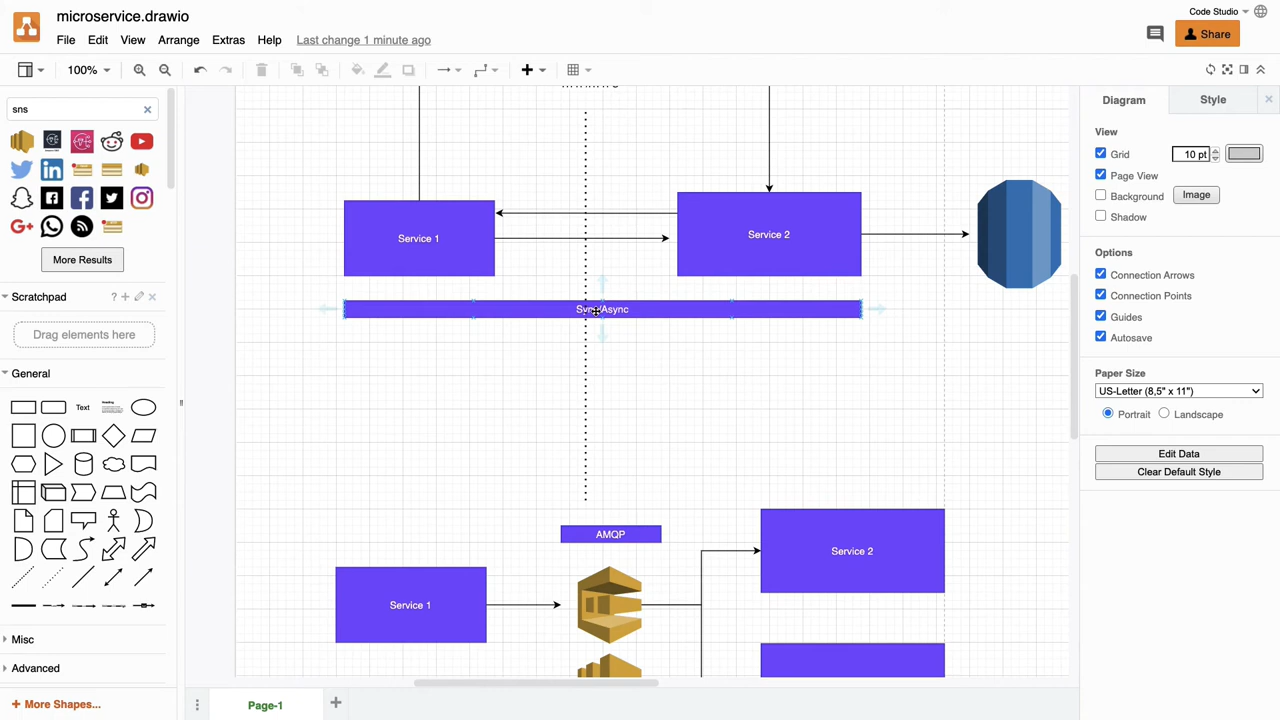 microservice.drawio
Code Studio
File Edit View Arrange Extras Help Last change 1 minute ago
Share
100%
sns
More Results
Scratchpad
Drag elements here
General
Text
Heading
Misc
Advanced
+ More Shapes...
Service 1
Service 2
AMQP
Service 1
Service 2
Page-1
Diagram Style
View
Grid 10 pt
Page View
Background Image
Shadow
Options
Connection Arrows
Connection Points
Guides
Autosave
Paper Size
US-Letter (8,5" x 11")
Portrait Landscape
Edit Data
Clear Default Style